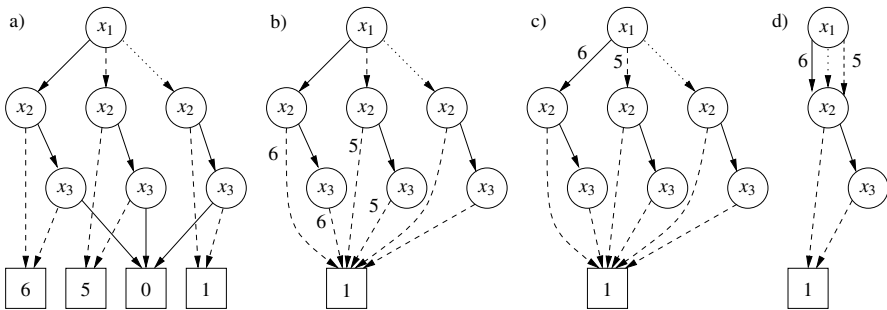 a) b) c) d)
x1 x1 x1 x1
6 5 6 5
x2 x2 x2 x2 x2 x2 x2 x2 x2 x2
6 5
x3 x3 x3 x3 x3 x3 x3 x3 x3 x3
6 5
6 5 0 1 1 1 1